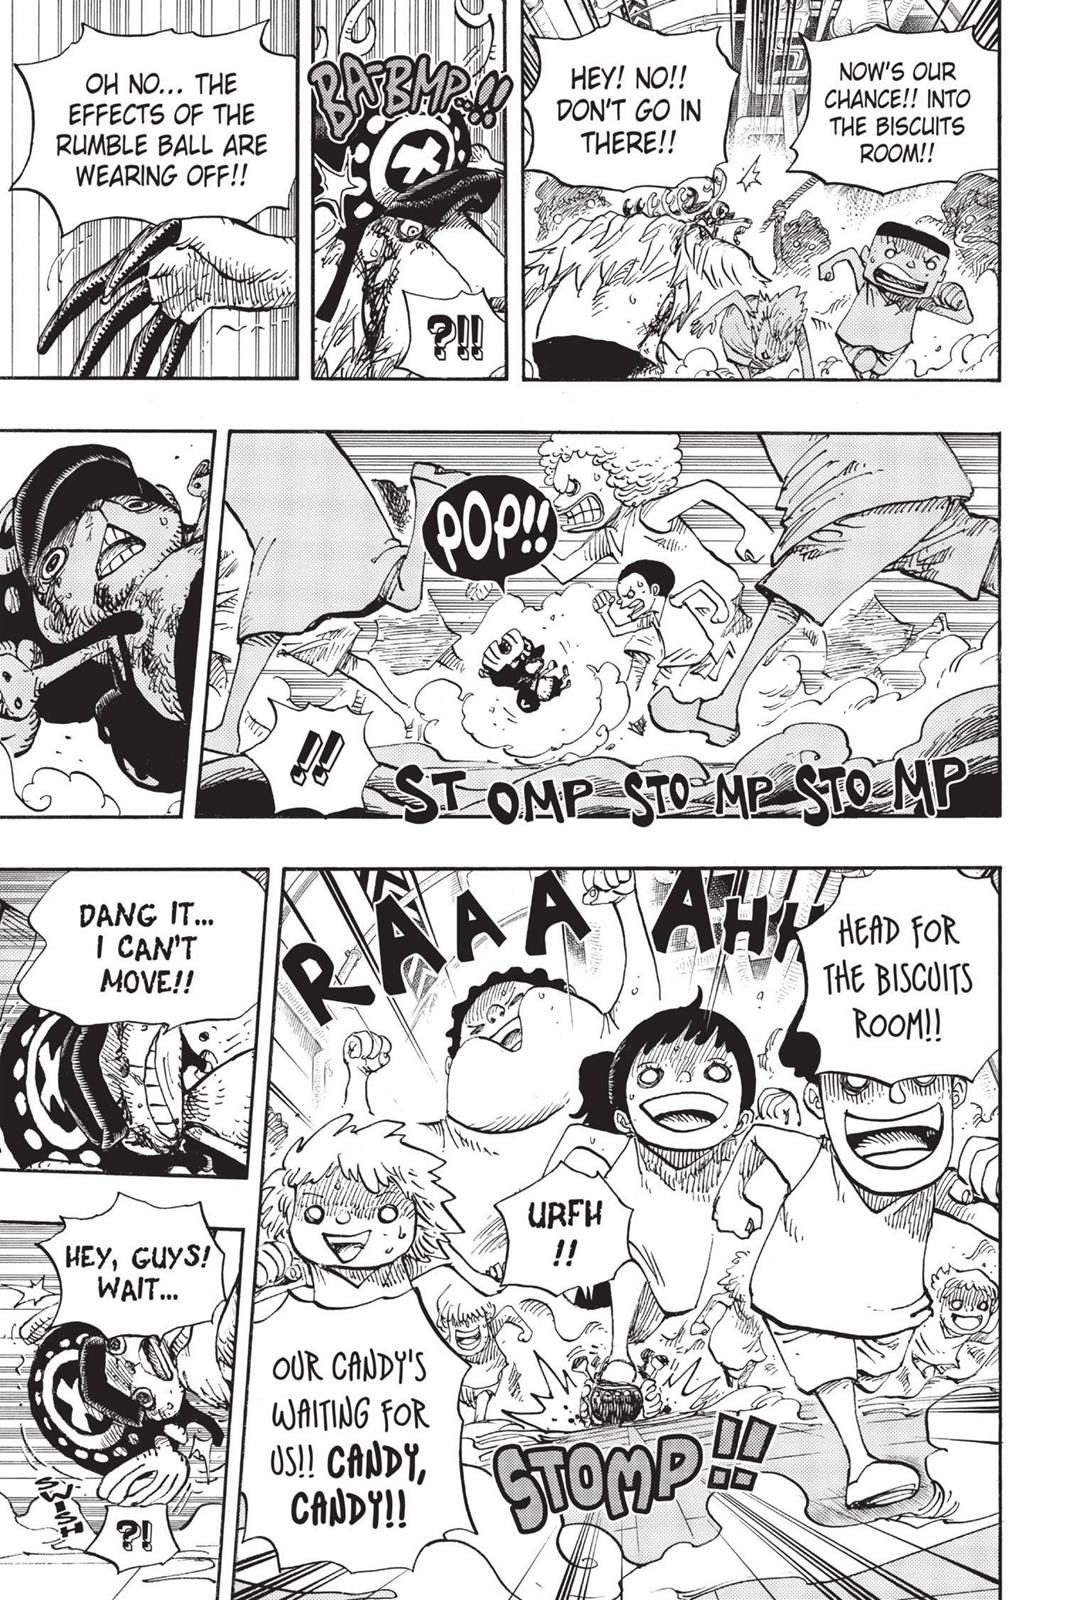 NOW'S OUR
CHANCE!! INTO
THE BISCUITS
ROOM!!
HEY! NO!!
DON'T GO IN
THERE!!
BA-BMP..!!
?!!
OH NO... THE
EFFECTS OF THE
RUMBLE BALL ARE
WEARING OFF!!
POP!!
!!
STOMP STOMP STOMP
HEAD FOR
THE BISCUITS
ROOM!!
RÂAAAAHH
URFH
!!
OUR CANDY'S
WAITING FOR
US!! CANDY,
CANDY!!
STOMP!!
DANG IT...
I CAN'T
MOVE!!
HEY, GUYS!
WAIT...
SWISH
?!